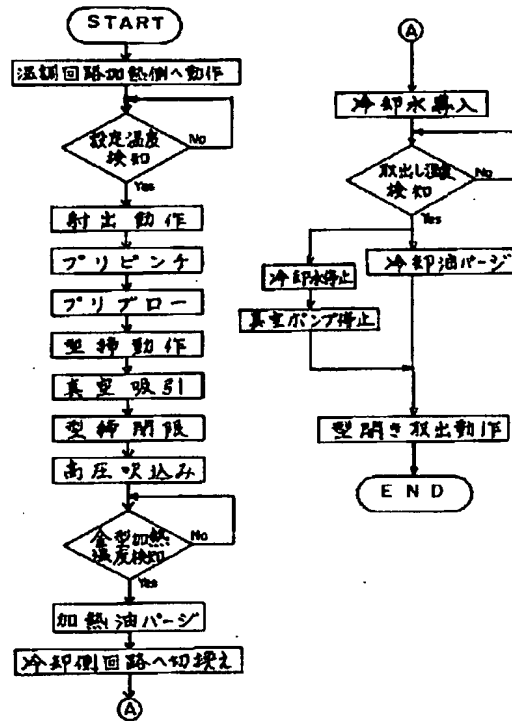 START
温調回路加熱側へ動作
設定温度
検知
No
Yes
射出動作
プリピンチ
プリブロー
型締動作
真空吸引
型締閉限
高圧吹込み
金型加熱
温度検知
No
Yes
加熱油パージ
冷却側回路へ切換え
A
A
冷却水導入
取出し温度
検知
No
Yes
冷却油パージ
冷却水停止
真空ポンプ停止
型開き取出動作
END